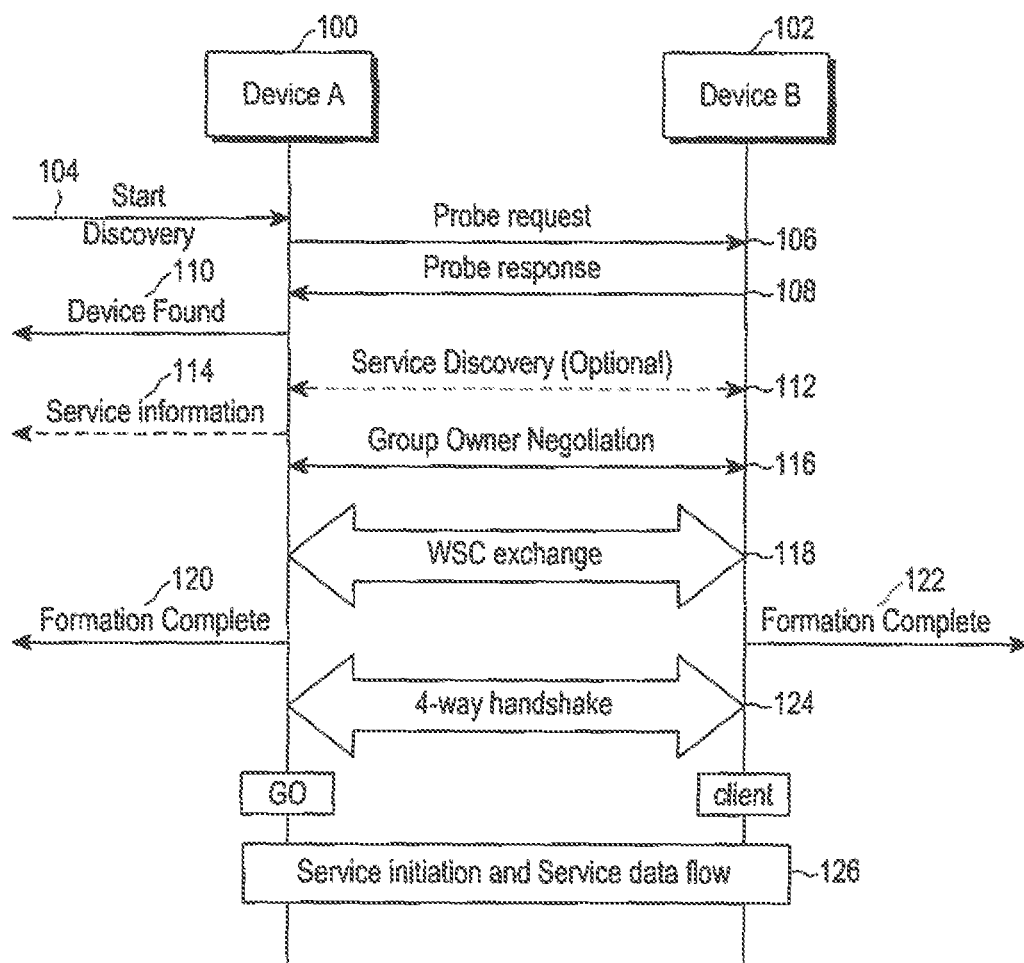 100
102
Device A
Device B
104
Start
Discovery
Probe request
106
Probe response
108
110
Device Found
Service Discovery (Optional)
112
114
Service information
Group Owner Negotiation
116
WSC exchange
118
120
Formation Complete
122
Formation Complete
4-way handshake
124
GO
client
Service initiation and Service data flow
126